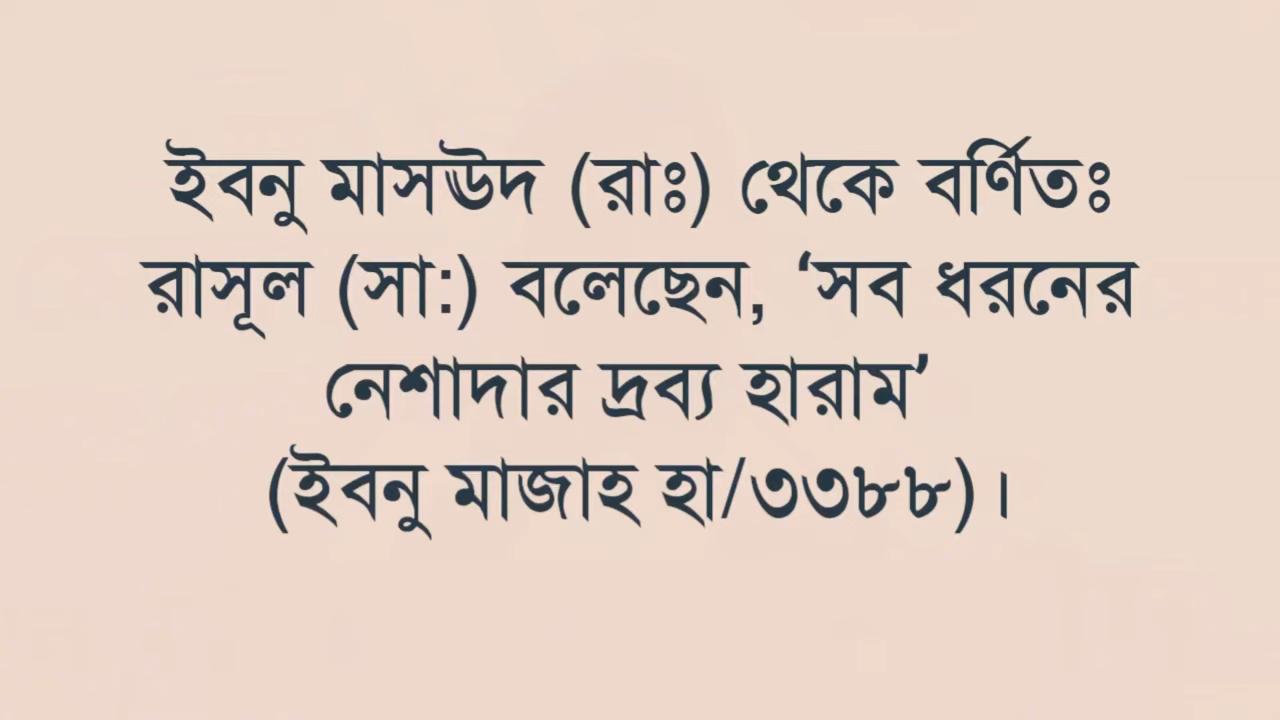 ইবনু মাসঊদ (রাঃ) থেকে বর্ণিতঃ
রাসূল (সা:) বলেছেন, ‘সব ধরনের
নেশাদার দ্রব্য হারাম’
(ইবনু মাজাহ হা/৩৩৮৮)।